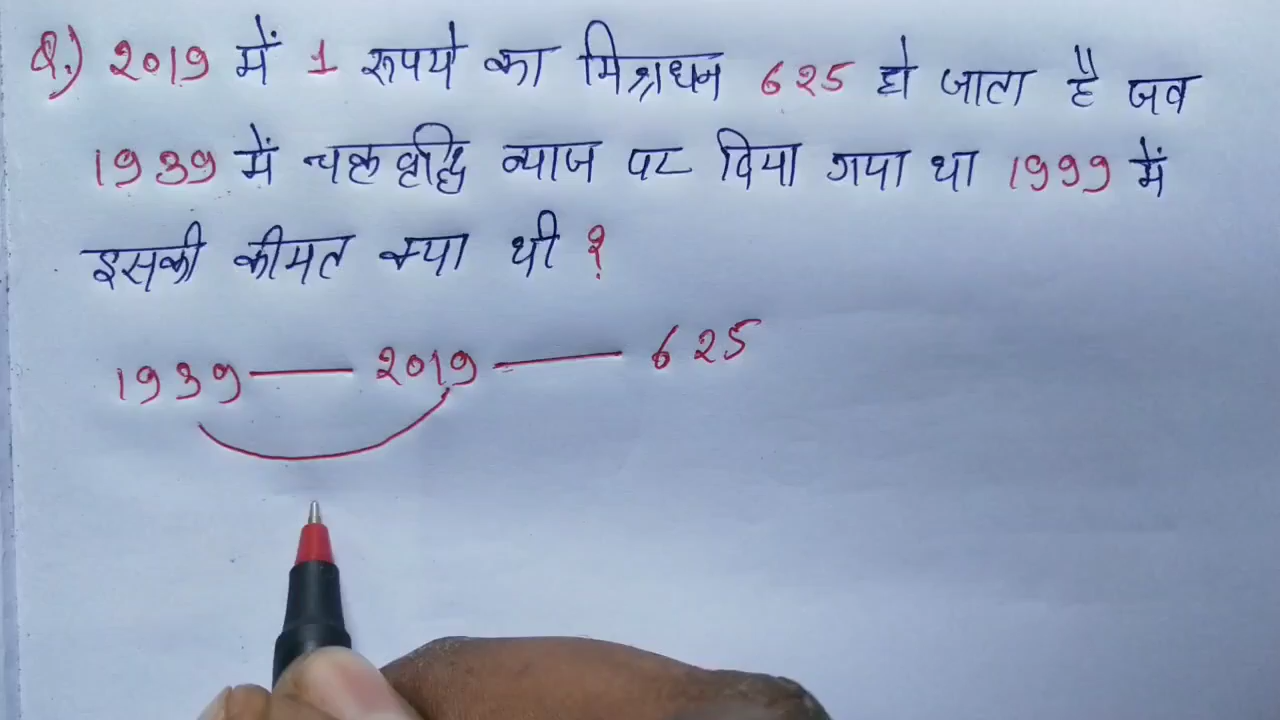 Q.) 2019 में 1 रूपये का मिश्रधन 625 हो जाता है जब
1939 में चक्रवृद्धि ब्याज पर दिया गया था 1999 में
इसकी कीमत क्या थी ?
1939 — 2019 — 625